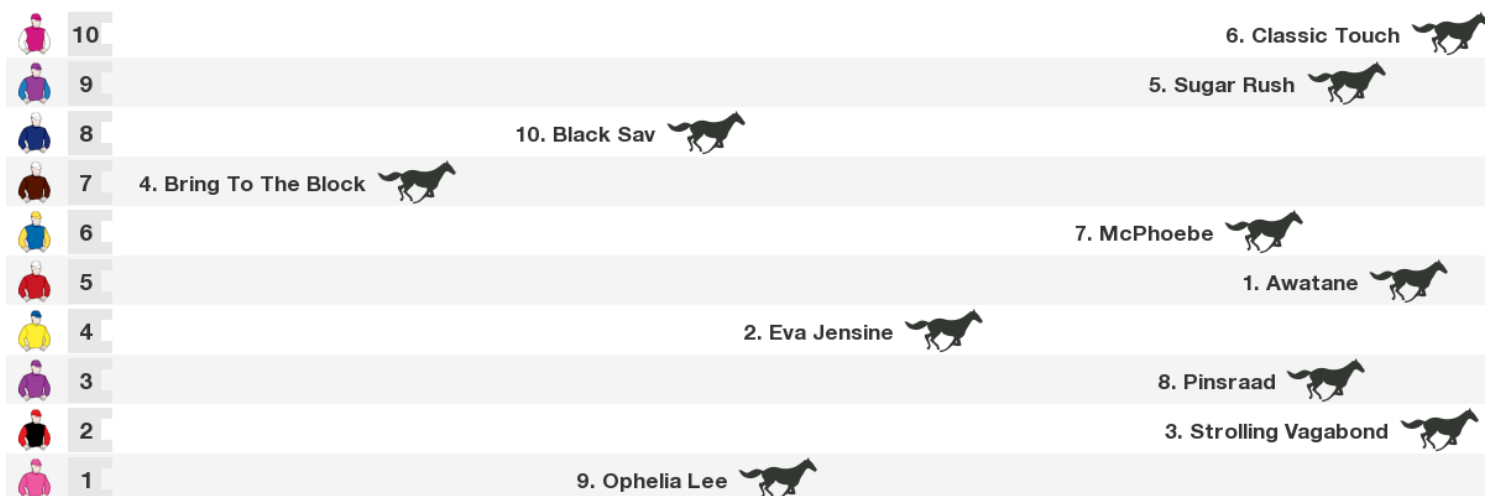 10 6. Classic Touch
9 5. Sugar Rush
8 10. Black Sav
7 4. Bring To The Block
6 7. McPhoebe
5 1. Awatane
4 2. Eva Jensine
3 8. Pinsraad
2 3. Strolling Vagabond
1 9. Ophelia Lee